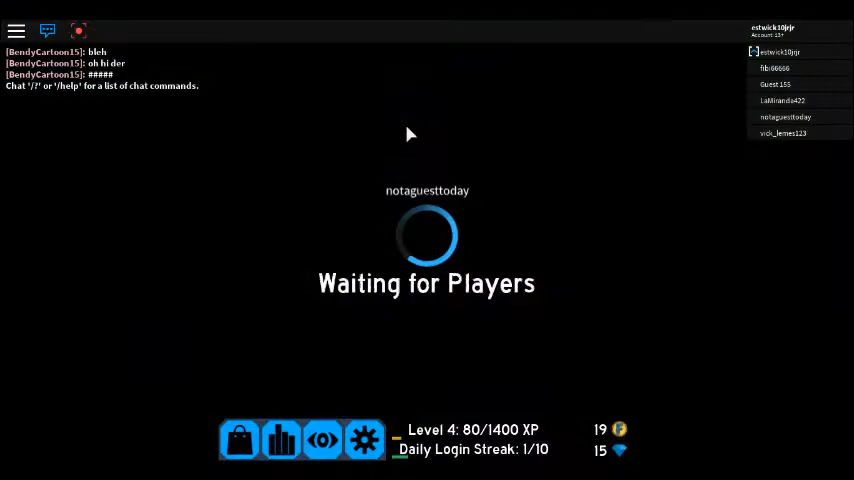 estwick10jrjr
Account: 13+
[BendyCartoon15]: bleh
[BendyCartoon15]: oh hi der
[BendyCartoon15]: #####
Chat '/?' or '/help' for a list of chat commands.
estwick10jrjr
fibi66666
Guest 155
LaMiranda422
notaguesttoday
vick_lemes123
notaguesttoday
Waiting for Players
Level 4: 80/1400 XP
19
Daily Login Streak: 1/10
15